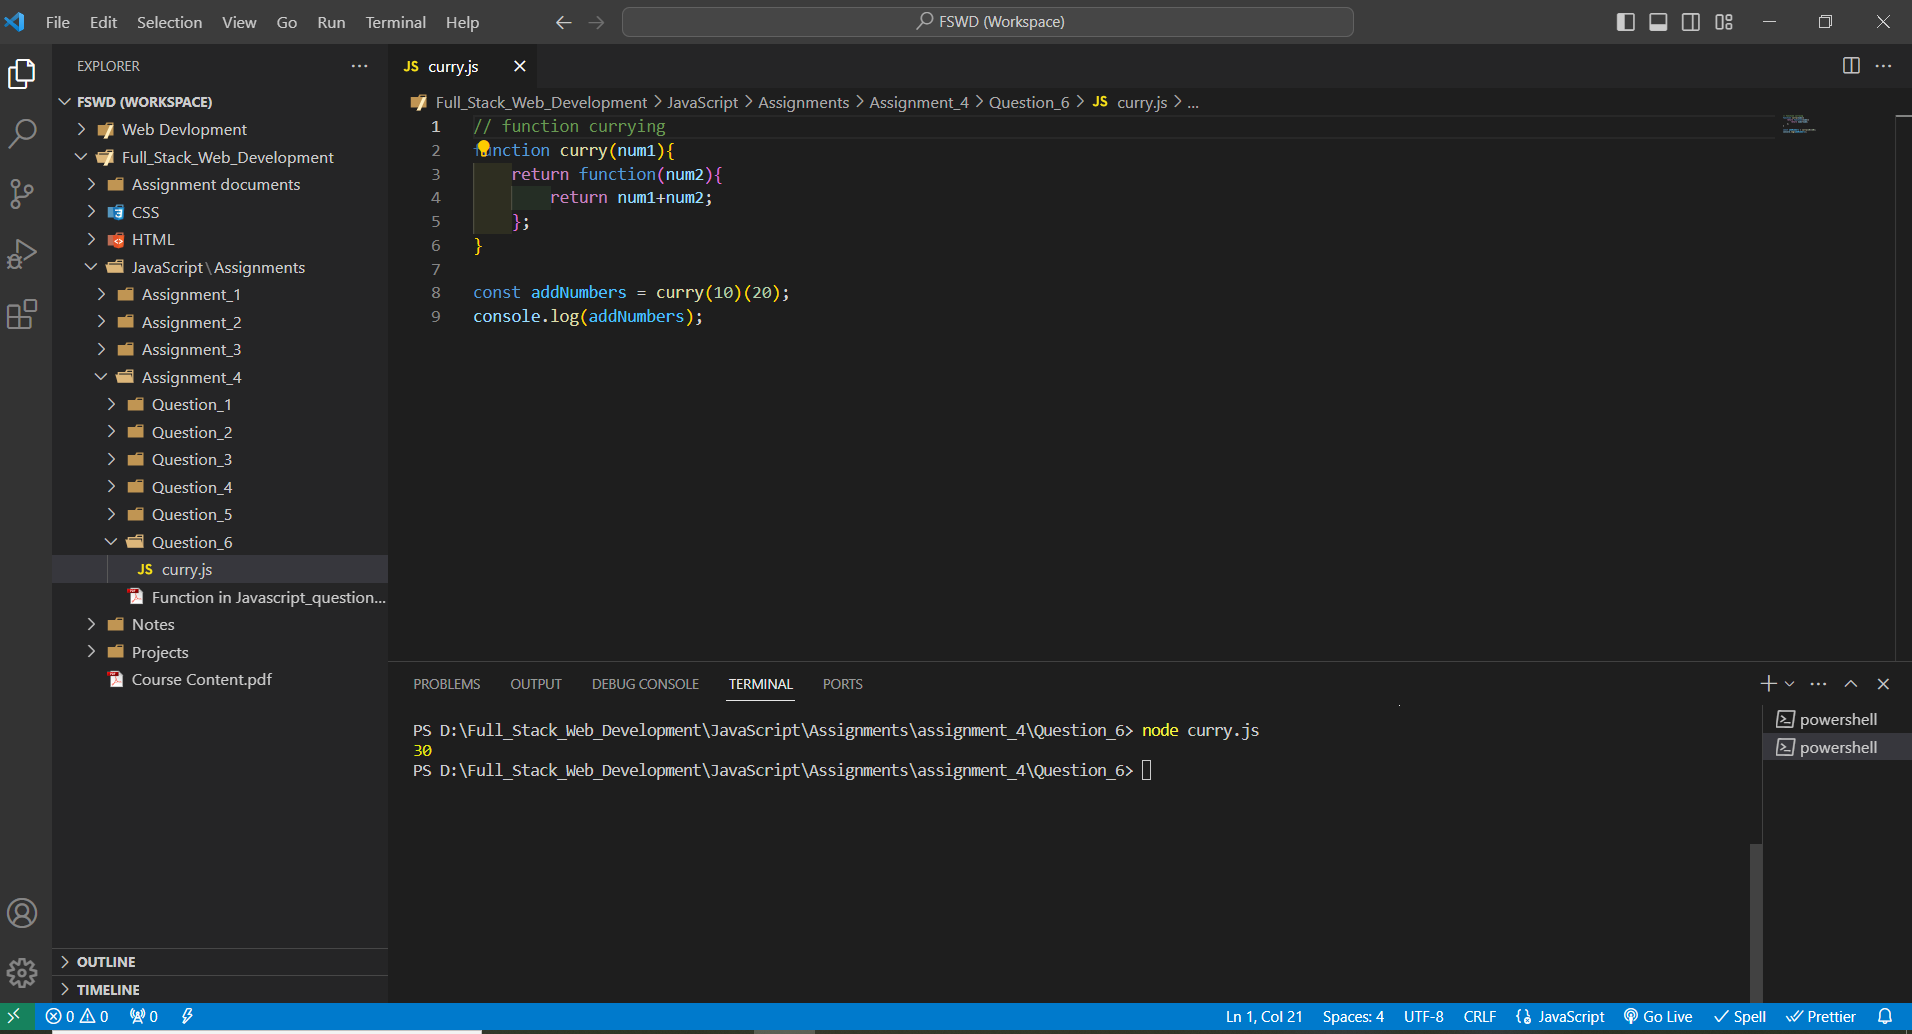 File Edit Selection View Go Run Terminal Help
FSWD (Workspace)
EXPLORER
FSWD (WORKSPACE)
Web Devlopment
Full_Stack_Web_Development
Assignment documents
CSS
HTML
JavaScript\Assignments
Assignment_1
Assignment_2
Assignment_3
Assignment_4
Question_1
Question_2
Question_3
Question_4
Question_5
Question_6
JS curry.js
Function in Javascript_question...
Notes
Projects
Course Content.pdf
OUTLINE
TIMELINE
JS curry.js
Full_Stack_Web_Development > JavaScript > Assignments > Assignment_4 > Question_6 > JS curry.js > ...
1 // function currying
2 function curry(num1){
3 return function(num2){
4 return num1+num2;
5 };
6 }
7
8 const addNumbers = curry(10)(20);
9 console.log(addNumbers);
PROBLEMS OUTPUT DEBUG CONSOLE TERMINAL PORTS
PS D:\Full_Stack_Web_Development\JavaScript\Assignments\assignment_4\Question_6> node curry.js
30
PS D:\Full_Stack_Web_Development\JavaScript\Assignments\assignment_4\Question_6>
powershell
powershell
0 0 0 Ln 1, Col 21 Spaces: 4 UTF-8 CRLF JavaScript Go Live Spell Prettier